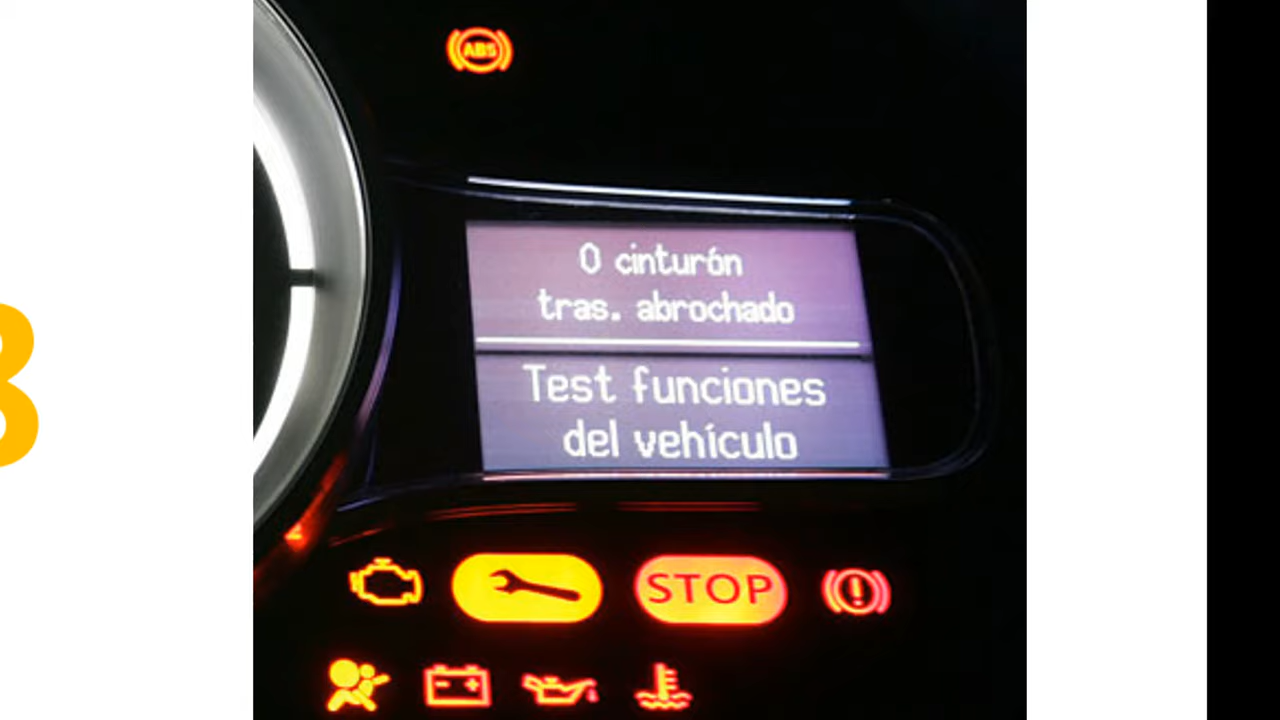 ABS
0 cinturón
tras. abrochado
Test funciones
del vehículo
STOP